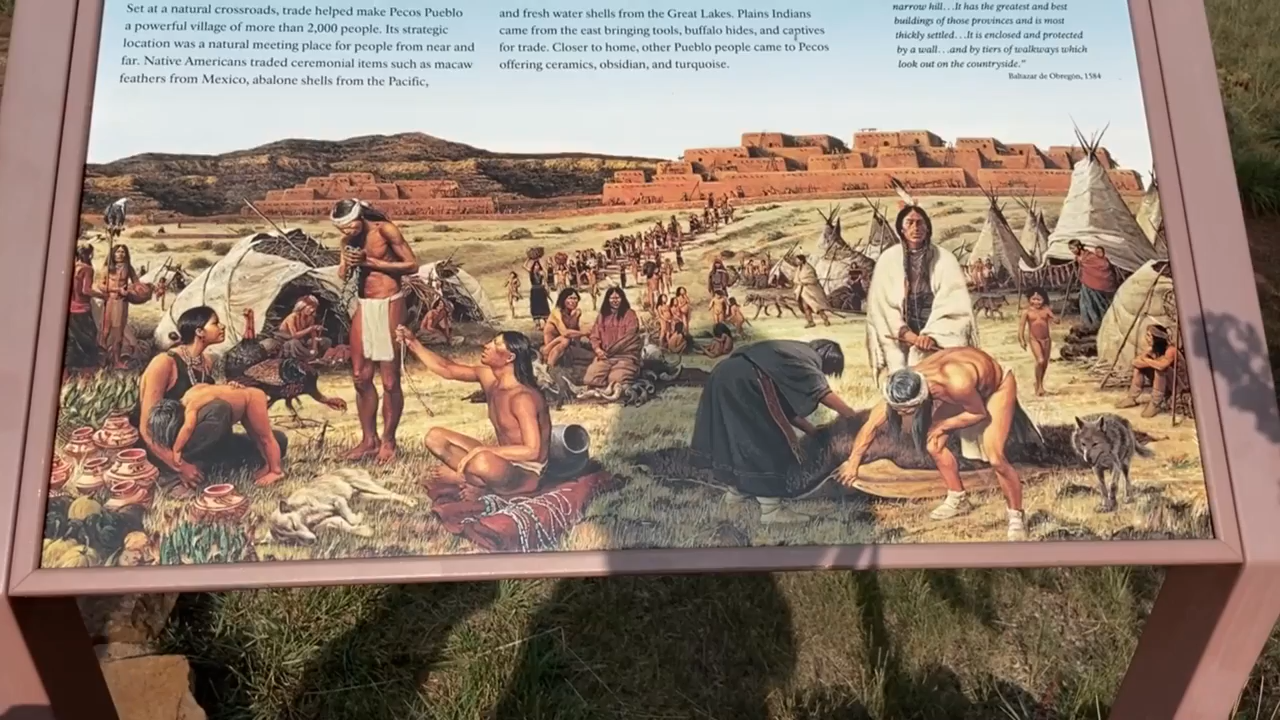 Set at a natural crossroads, trade helped make Pecos Pueblo
a powerful village of more than 2,000 people. Its strategic
location was a natural meeting place for people from near and
far. Native Americans traded ceremonial items such as macaw
feathers from Mexico, abalone shells from the Pacific,
and fresh water shells from the Great Lakes. Plains Indians
came from the east bringing tools, buffalo hides, and captives
for trade. Closer to home, other Pueblo people came to Pecos
offering ceramics, obsidian, and turquoise.
narrow hill...It has the greatest and best
buildings of those provinces and is most
thickly settled...It is enclosed and protected
by a wall...and by tiers of walkways which
look out on the countryside."
Baltazar de Obregón, 1584